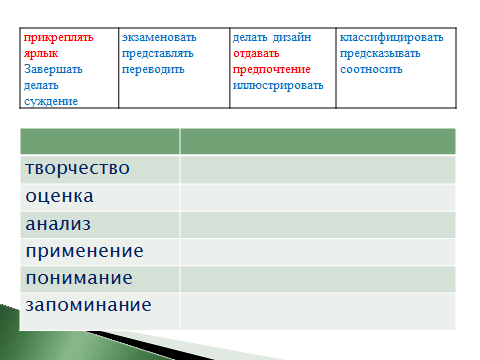 прикреплять
ярлык
Завершать
делать
суждение
экзаменовать
представлять
переводить
делать дизайн
отдавать
предпочтение
иллюстрировать
классифицировать
предсказывать
соотносить
творчество
оценка
анализ
применение
понимание
запоминание